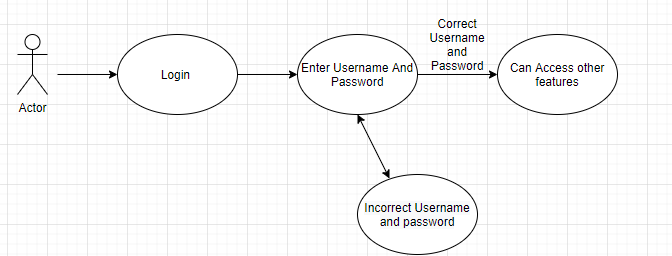 Actor
Login
Enter Username And
Password
Correct
Username
and
Password
Can Access other
features
Incorrect Username
and password